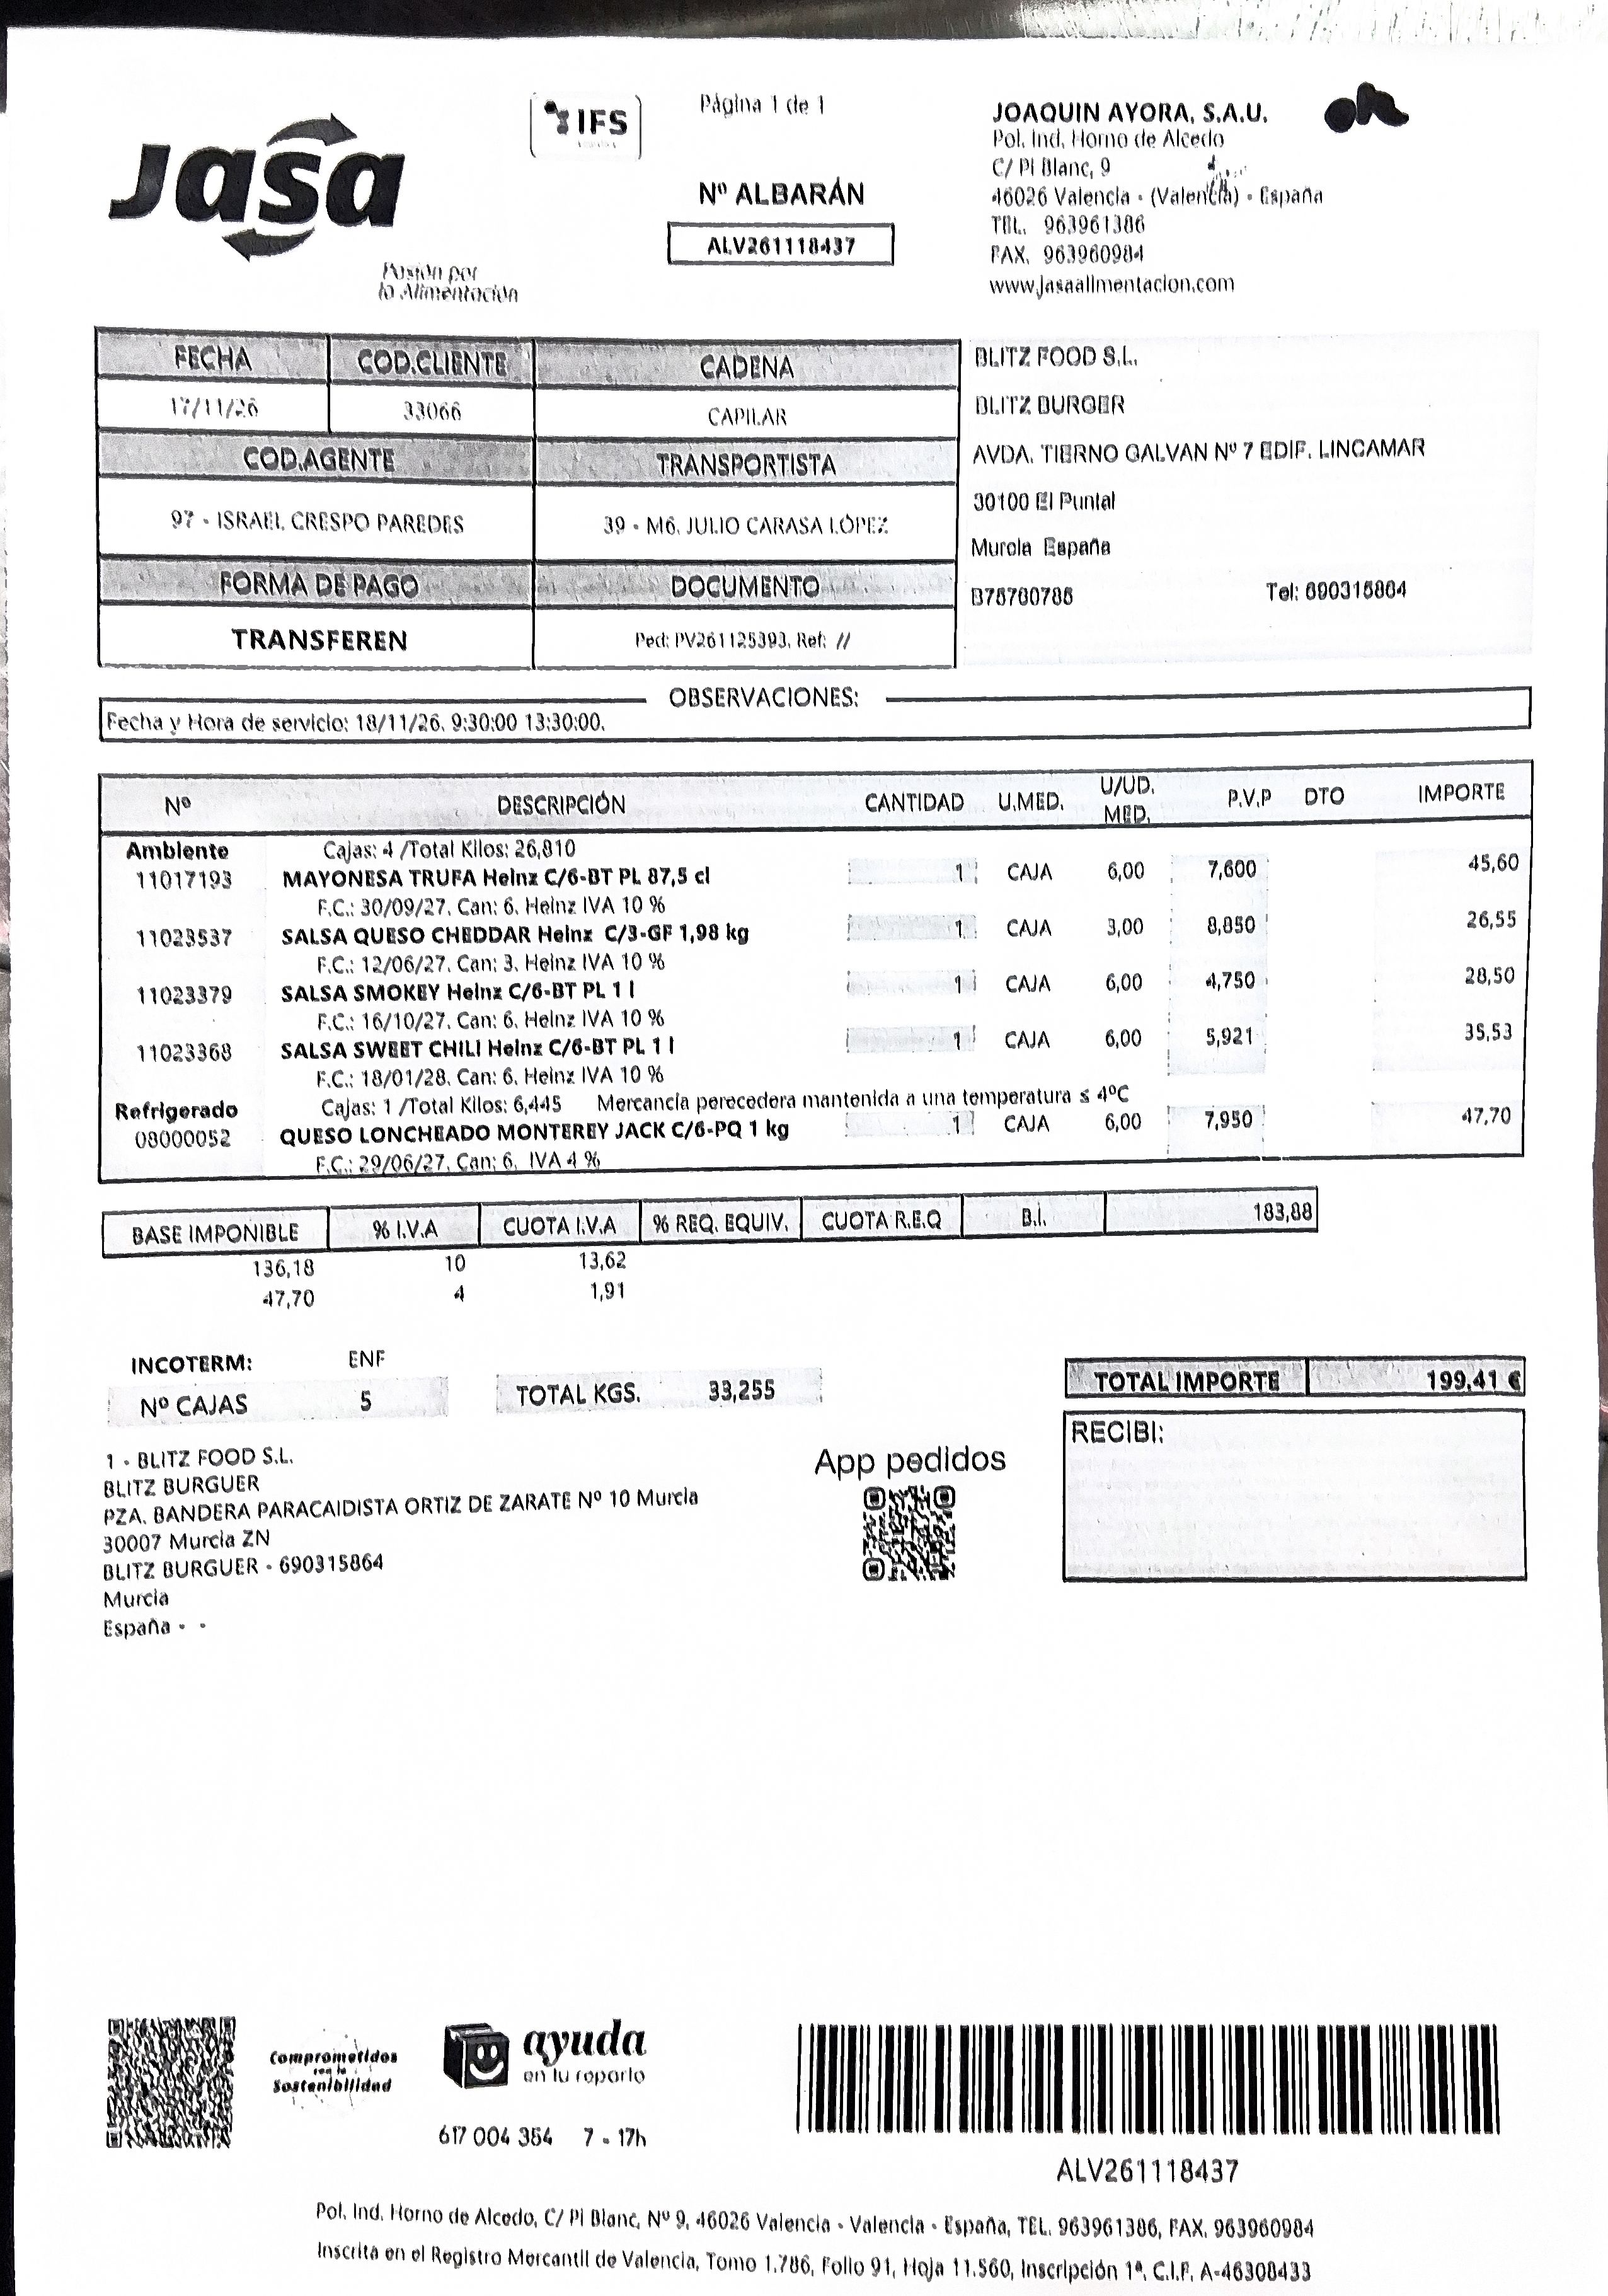 Jasa
Pasión por
la Alimentación
IFS
Página 1 de 1
Nº ALBARÁN
ALV261118437
JOAQUIN AYORA, S.A.U.
Pol. Ind. Horno de Alcedo
C/ Pi Blanc, 9
46026 Valencia - (Valencia) - España
TEL. 963961386
FAX. 963960984
www.jasaalimentacion.com
FECHA COD.CLIENTE CADENA
17/11/26 33066 CAPILAR
COD.AGENTE TRANSPORTISTA
97 - ISRAEL CRESPO PAREDES 39 - M6. JULIO CARASA LÓPEZ
FORMA DE PAGO DOCUMENTO
TRANSFEREN Ped: PV261125393. Ref: //
BLITZ FOOD S.L.
BLITZ BURGER
AVDA. TIERNO GALVAN Nº 7 EDIF. LINCAMAR
30100 El Puntal
Murcia España
B75760785 Tel: 690315864
OBSERVACIONES:
Fecha y Hora de servicio: 18/11/26. 9:30:00 13:30:00.
Nº DESCRIPCIÓN CANTIDAD U.MED. U/UD. MED. P.V.P DTO IMPORTE
Ambiente Cajas: 4 /Total Kilos: 26,810
11017193 MAYONESA TRUFA Heinz C/6-BT PL 87,5 cl 1 CAJA 6,00 7,600 45,60
F.C.: 30/09/27. Can: 6. Heinz IVA 10 %
11023537 SALSA QUESO CHEDDAR Heinz C/3-GF 1,98 kg 1 CAJA 3,00 8,850 26,55
F.C.: 12/06/27. Can: 3. Heinz IVA 10 %
11023379 SALSA SMOKEY Heinz C/6-BT PL 1 l 1 CAJA 6,00 4,750 28,50
F.C.: 16/10/27. Can: 6. Heinz IVA 10 %
11023368 SALSA SWEET CHILI Heinz C/6-BT PL 1 l 1 CAJA 6,00 5,921 35,53
F.C.: 18/01/28. Can: 6. Heinz IVA 10 %
Refrigerado Cajas: 1 /Total Kilos: 6,445 Mercancía perecedera mantenida a una temperatura ≤ 4ºC
08000052 QUESO LONCHEADO MONTEREY JACK C/6-PQ 1 kg 1 CAJA 6,00 7,950 47,70
F.C.: 29/06/27. Can: 6. IVA 4 %
BASE IMPONIBLE % I.V.A CUOTA I.V.A % REQ. EQUIV. CUOTA R.E.Q B.I. 183,88
136,18 10 13,62
47,70 4 1,91
INCOTERM: ENF
Nº CAJAS 5 TOTAL KGS. 33,255
TOTAL IMPORTE 199,41 €
RECIBI:
1 - BLITZ FOOD S.L.
BLITZ BURGUER
PZA. BANDERA PARACAIDISTA ORTIZ DE ZARATE Nº 10 Murcia
30007 Murcia ZN
BLITZ BURGUER - 690315864
Murcia
España - -
App pedidos
Comprometidos
con la
Sostenibilidad
ayuda
en tu reparto
617 004 354 7 - 17h
ALV261118437
Pol. Ind. Horno de Alcedo, C/ Pi Blanc, Nº 9, 46026 Valencia - Valencia - España, TEL. 963961386, FAX. 963960984
Inscrita en el Registro Mercantil de Valencia, Tomo 1.786, Folio 91, Hoja 11.560, Inscripción 1ª, C.I.F. A-46308433